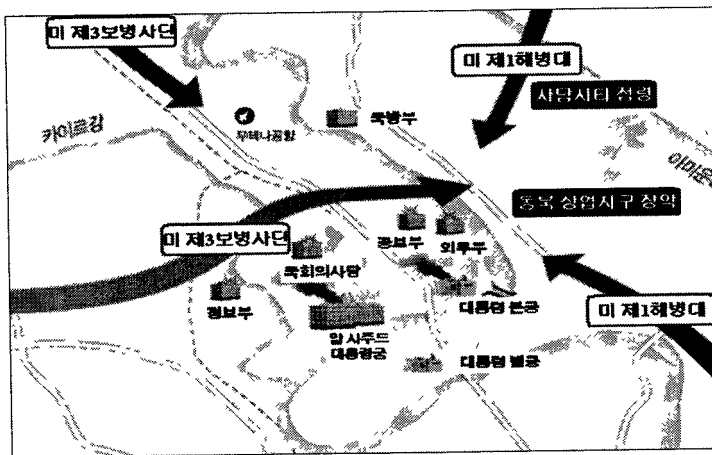 미 제3보병사단
미 제1해병대
사담시티 점령
국방부
무테나공항
카이르강
동북 상업지구 장악
미 제3보병사단
공보부
외무부
국회의사당
정보부
대통령 본궁
미 제1해병대
알 사주드
대통령궁
대통령 별궁